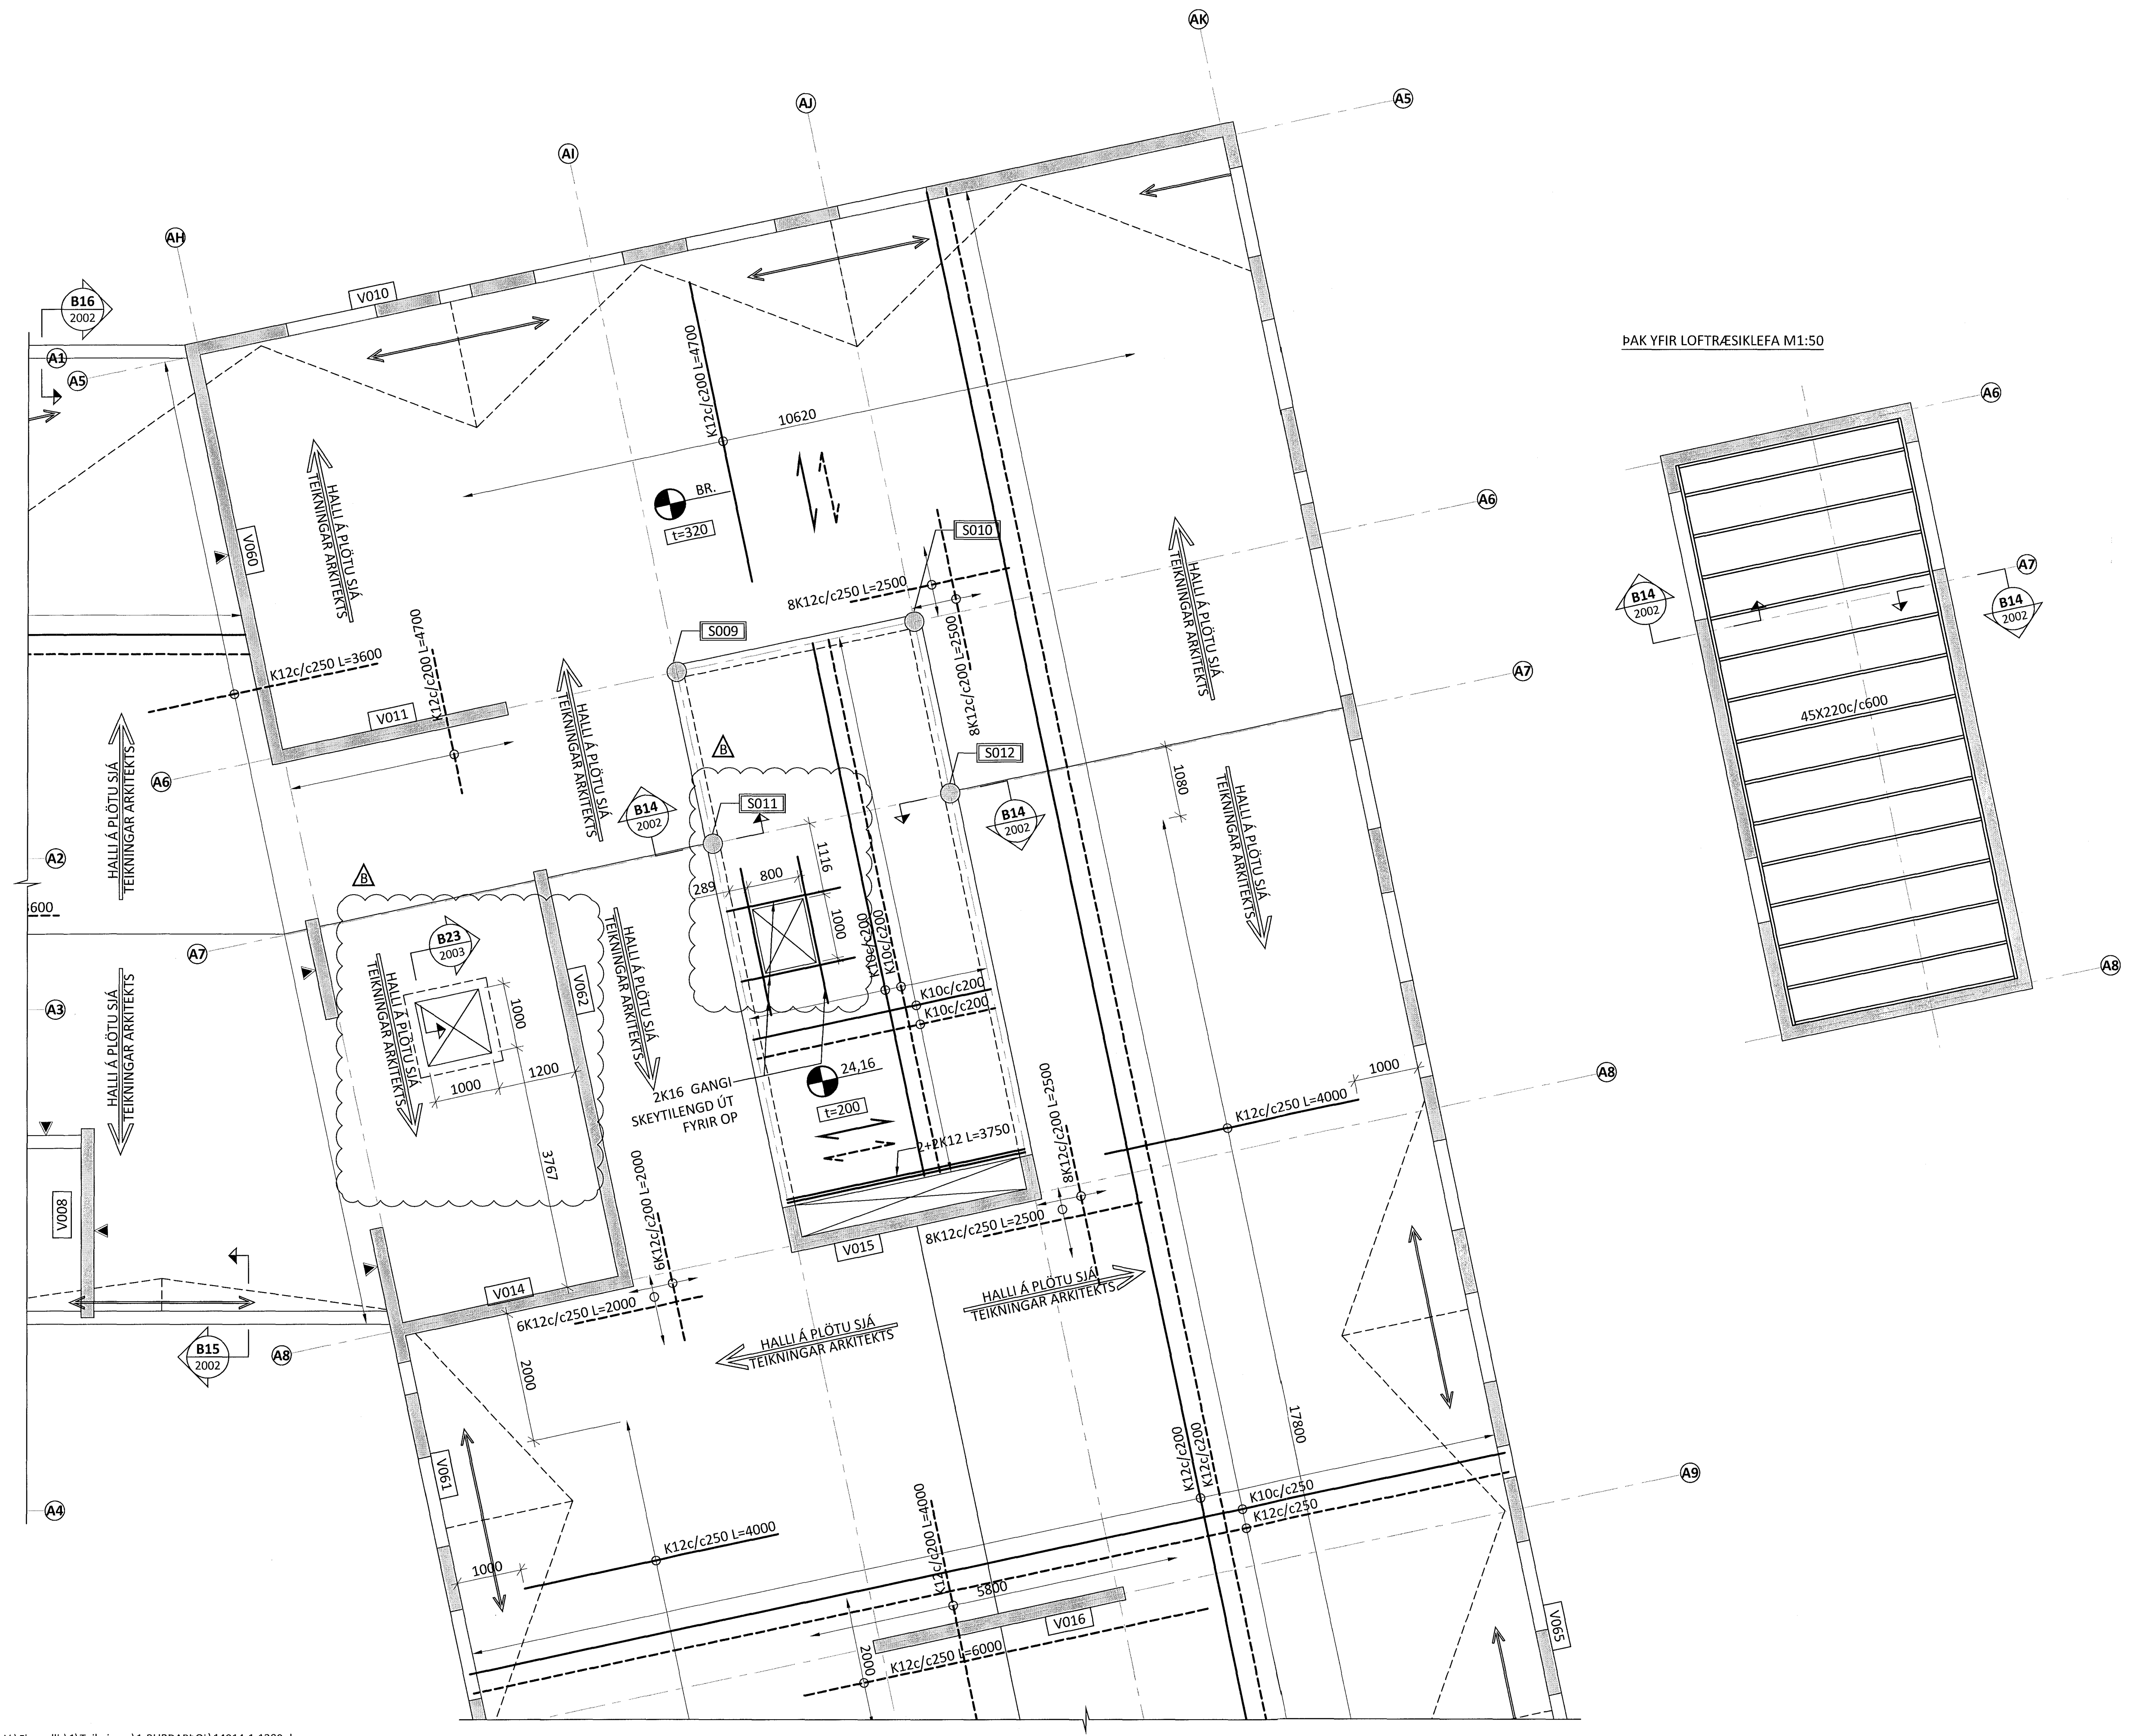 AK
A5
AJ
AI
AH
B16
2002
A1
A5
V010
ÞAK YFIR LOFTRÆSIKLEFA M1:50
K12c/c200 L=4700
10620
A6
BR.
t=320
A6
HALLI Á PLÖTU SJÁ
TEIKNINGAR ARKITEKTS
V060
S010
8K12c/c250 L=2500
HALLI Á PLÖTU SJÁ
TEIKNINGAR ARKITEKTS
A7
B14
2002
B14
2002
S009
8K12c/c200 L=2500
K12c/c250 L=3600
K12c/c200 L=4700
A7
45X220c/c600
V011
HALLI Á PLÖTU SJÁ
TEIKNINGAR ARKITEKTS
HALLI Á PLÖTU SJÁ
TEIKNINGAR ARKITEKTS
A6
B
S012
1080
B14
2002
S011
B14
2002
HALLI Á PLÖTU SJÁ
TEIKNINGAR ARKITEKTS
A2
B
289
800
1116
1000
3600
A7
B23
2003
V062
HALLI Á PLÖTU SJÁ
TEIKNINGAR ARKITEKTS
HALLI Á PLÖTU SJÁ
TEIKNINGAR ARKITEKTS
K10c/c200
K10c/c200
A8
A3
HALLI Á PLÖTU SJÁ
TEIKNINGAR ARKITEKTS
1000
K10c/c200
K10c/c200
1000
1200
2K16 GANGI
SKEYTILENGD ÚT
FYRIR OP
24,16
t=200
1000
A8
K12c/c250 L=4000
2+2K12 L=3750
8K12c/c200 L=2500
3767
V008
6K12c/c200 L=2000
V015
8K12c/c250 L=2500
V014
6K12c/c250 L=2000
HALLI Á PLÖTU SJÁ
TEIKNINGAR ARKITEKTS
HALLI Á PLÖTU SJÁ
TEIKNINGAR ARKITEKTS
B15
2002
A8
2000
17800
V061
K12c/c200
K12c/c200
A9
K10c/c250
K12c/c250
A4
K12c/c250 L=4000
1000
K12c/c200 L=4000
5800
V016
V065
2000
K12c/c250 L=6000